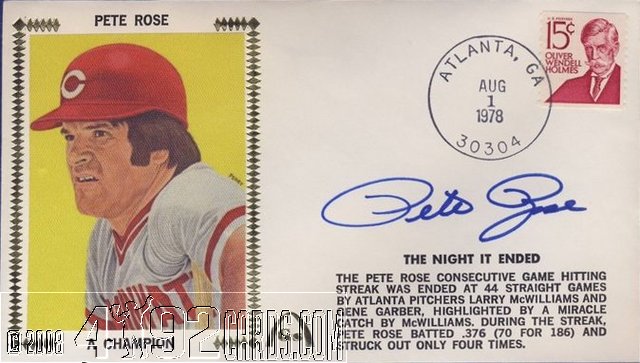 PETE ROSE
C
15¢
U.S. POSTAGE
OLIVER
WENDELL
HOLMES
ATLANTA, GA
AUG
1
1978
30304
Pete Rose
THE NIGHT IT ENDED
THE PETE ROSE CONSECUTIVE GAME HITTING
STREAK WAS ENDED AT 44 STRAIGHT GAMES
BY ATLANTA PITCHERS LARRY McWILLIAMS AND
GENE GARBER, HIGHLIGHTED BY A MIRACLE
CATCH BY McWILLIAMS. DURING THE STREAK,
PETE ROSE BATTED .376 (70 FOR 186) AND
STRUCK OUT ONLY FOUR TIMES.
A CHAMPION
© 2008 4192CARDS.COM